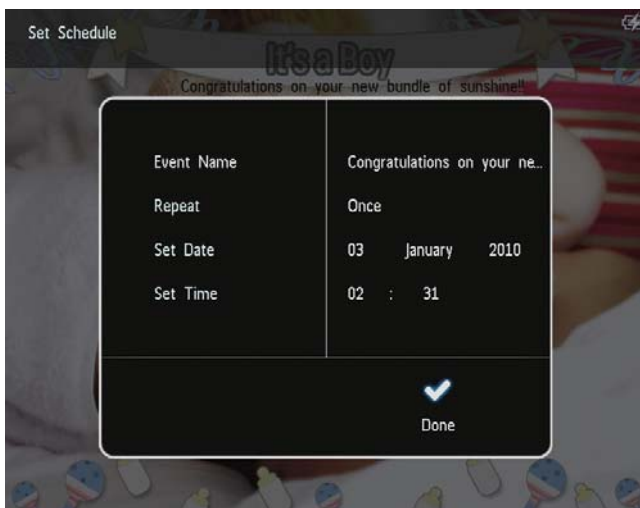 Set Schedule
It's a Boy
Congratulations on your new bundle of sunshine!!
Event Name Congratulations on your ne...
Repeat Once
Set Date 03 January 2010
Set Time 02 : 31
Done